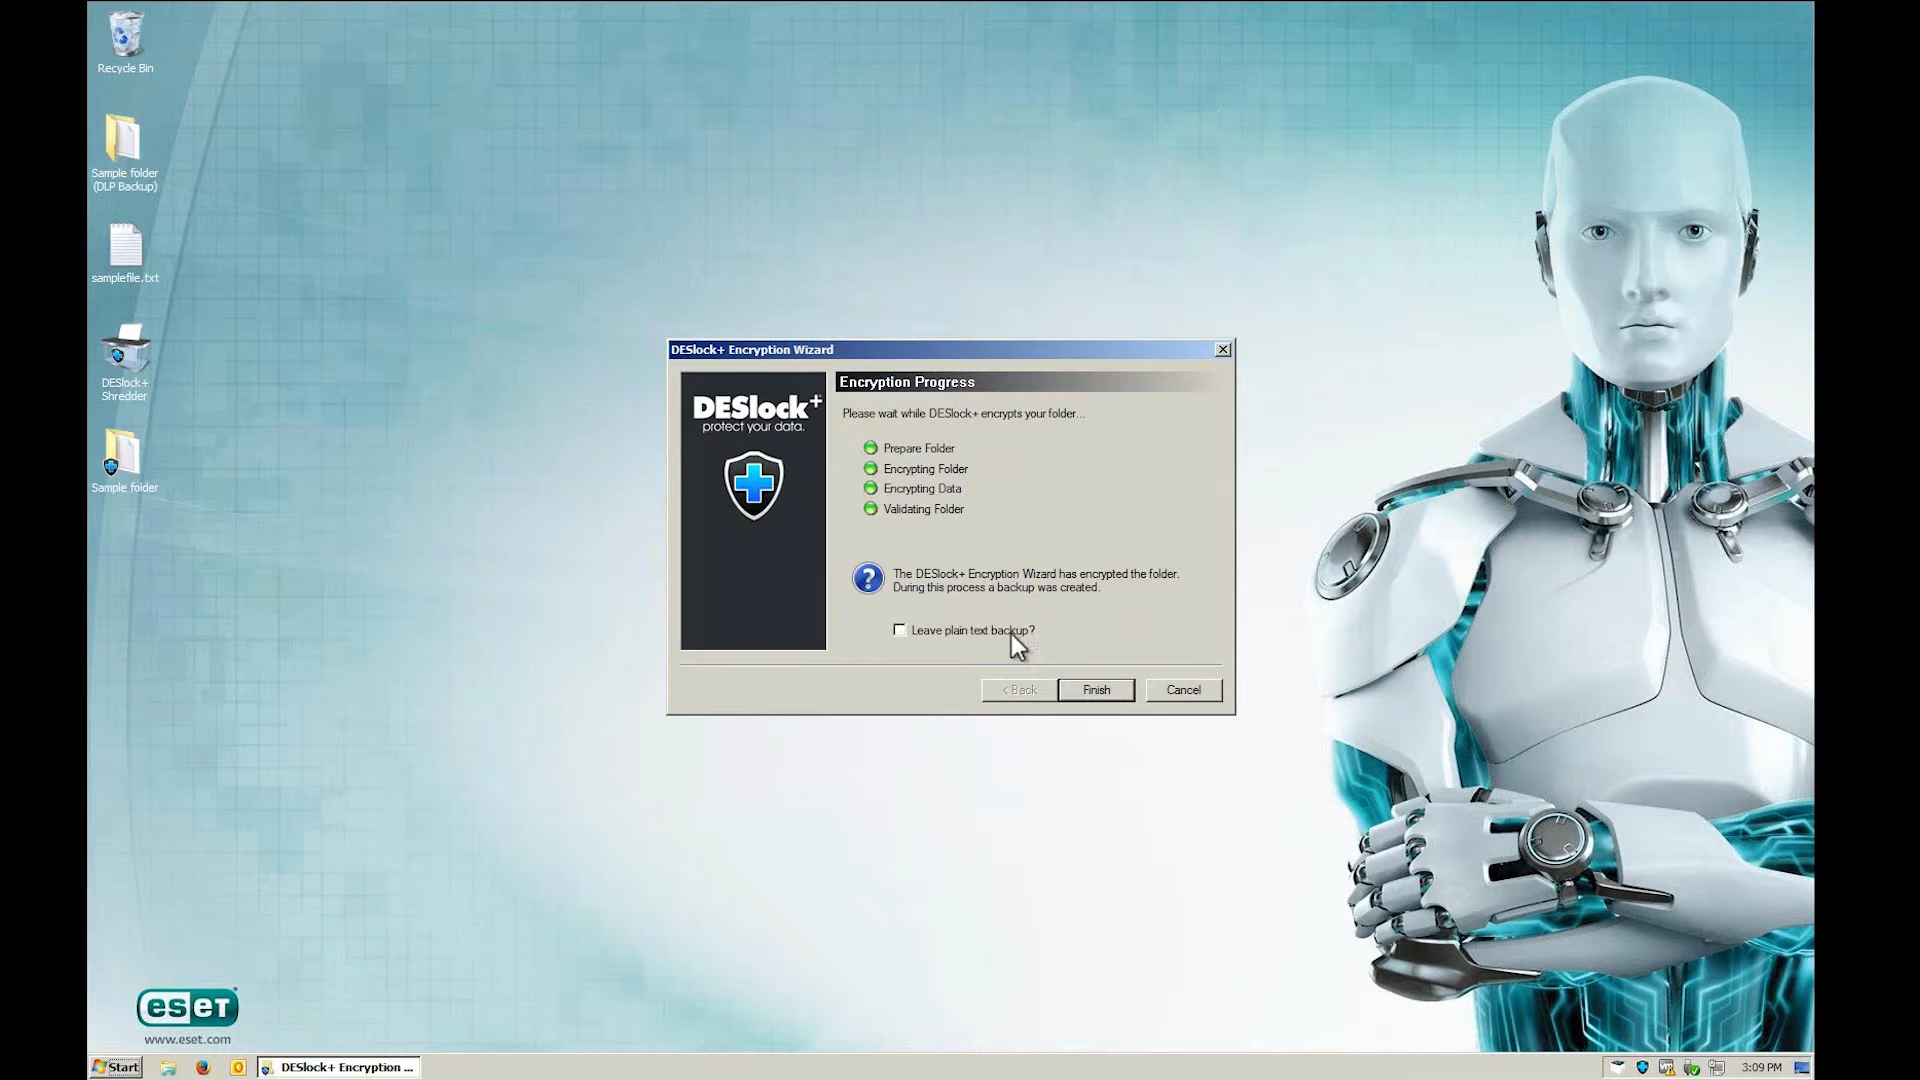 Recycle Bin
Sample folder
(DLP Backup)
samplefile.txt
DESlock+
Shredder
Sample folder
DESlock+ Encryption Wizard
DESlock+
protect your data.
Encryption Progress
Please wait while DESlock+ encrypts your folder...
Prepare Folder
Encrypting Folder
Encrypting Data
Validating Folder
The DESlock+ Encryption Wizard has encrypted the folder.
During this process a backup was created.
Leave plain text backup?
< Back
Finish
Cancel
eseT
www.eset.com
Start
DESlock+ Encryption ...
3:09 PM